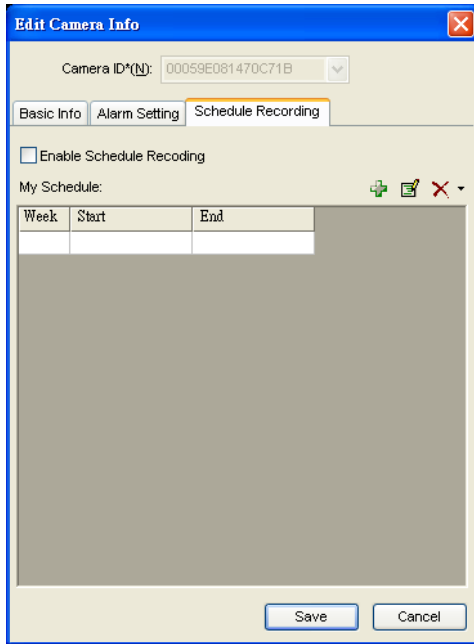 Edit Camera Info
Camera ID*(N): 00059E081470C71B
Basic Info Alarm Setting Schedule Recording
Enable Schedule Recoding
My Schedule:
Week Start End
Save Cancel